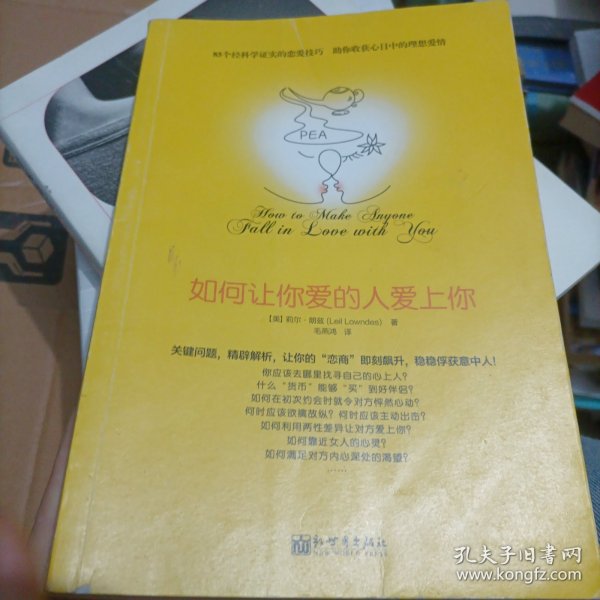 85个经科学证实的恋爱技巧 助你收获心目中的理想爱情
PEA
How to Make Anyone
Fall in Love with You
如何让你爱的人爱上你
【美】莉尔·朗兹(Leil Lowndes) 著
毛燕鸿 译
关键问题，精辟解析，让你的“恋商”即刻飙升，稳稳俘获意中人！
你应该去哪里找寻自己的心上人？
什么“货币”能够“买”到好伴侣？
如何在初次约会时就令对方怦然心动？
何时应该欲擒故纵？何时应该主动出击？
如何利用两性差异让对方爱上你？
如何靠近女人的心灵？
如何满足对方内心深处的渴望？
……
新世界出版社
NEW WORLD PRESS
孔夫子旧书网
www.kongfz.com